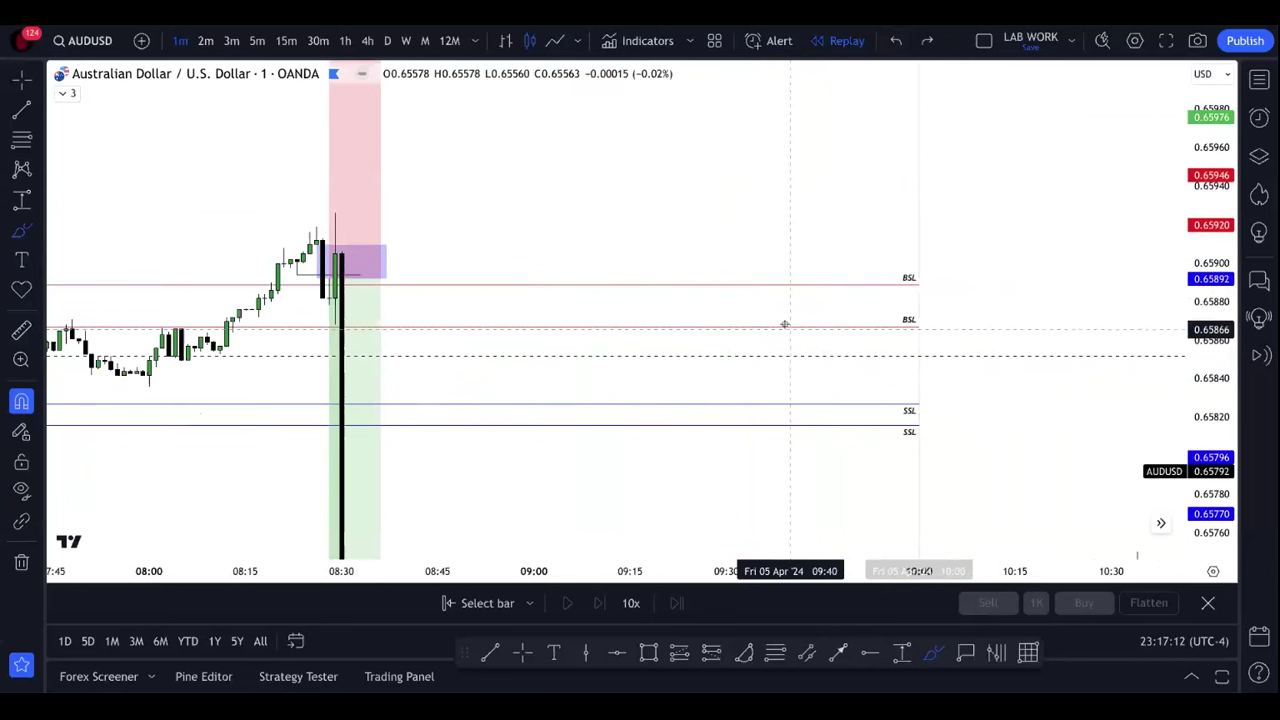 124
AUDUSD
1m 2m 3m 5m 15m 30m 1h 4h D W M 12M
Indicators
Alert
Replay
LAB WORK
Save
Publish
Australian Dollar / U.S. Dollar · 1 · OANDA
O0.65578 H0.65578 L0.65560 C0.65563 −0.00015 (−0.02%)
3
USD
0.65980
0.65976
0.65960
0.65946
0.65940
0.65920
0.65900
0.65892
0.65880
0.65866
0.65860
0.65840
0.65820
0.65796
AUDUSD 0.65792
0.65780
0.65770
0.65760
BSL
BSL
SSL
SSL
7:45 08:00 08:15 08:30 08:45 09:00 09:15 09:30 Fri 05 Apr '24 09:40 10:00 10:15 10:30
Select bar
10x
Sell 1K Buy Flatten
1D 5D 1M 3M 6M YTD 1Y 5Y All
23:17:12 (UTC-4)
Forex Screener Pine Editor Strategy Tester Trading Panel